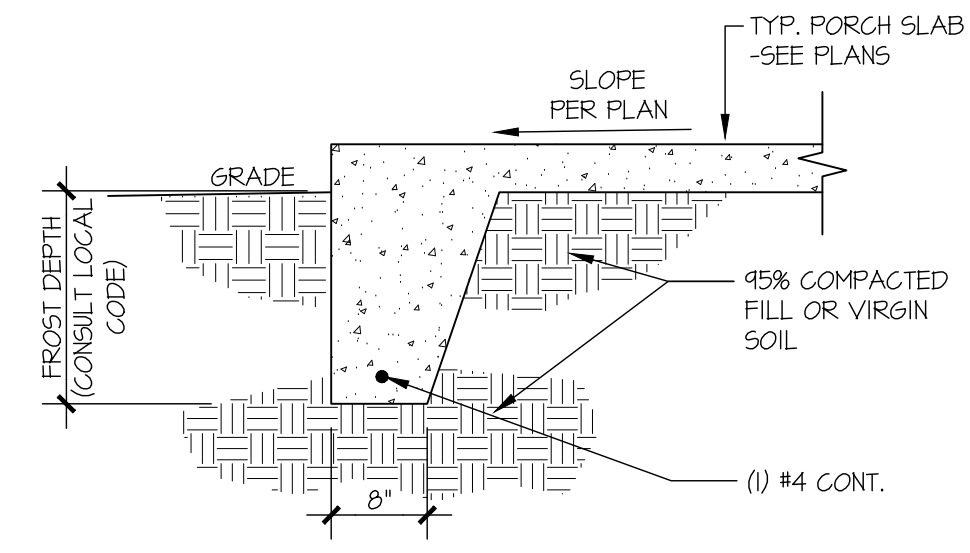 TYP. PORCH SLAB
-SEE PLANS
SLOPE
PER PLAN
GRADE
FROST DEPTH
(CONSULT LOCAL
CODE)
95% COMPACTED
FILL OR VIRGIN
SOIL
(1) #4 CONT.
8"